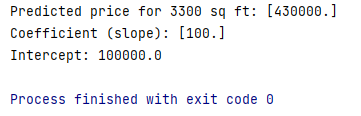 Predicted price for 3300 sq ft: [430000.]
Coefficient (slope): [100.]
Intercept: 100000.0
Process finished with exit code 0